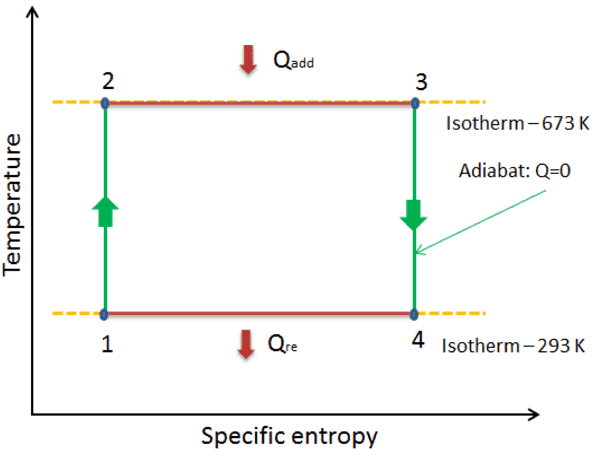 Qadd
2
3
Isotherm – 673 K
Adiabat: Q=0
Temperature
1
Qre
4
Isotherm – 293 K
Specific entropy